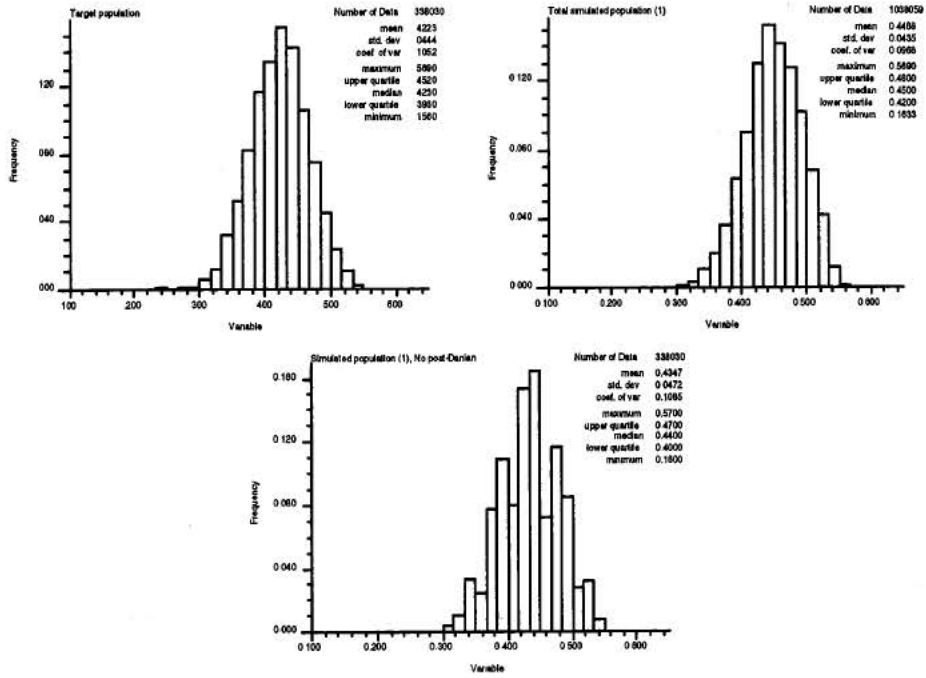 Target population
Number of Data 338030
mean 4223
std. dev 0444
coef. of var 1052
maximum 5690
upper quartile 4520
median 4230
lower quartile
minimum 1560
Frequency
120
080
040
000
100 200 300 400 500 600
Variable
Total simulated population (1)
Number of Data 1038059
mean 0.4488
std. dev 0.0435
coef. of var 0.0968
maximum 0.5690
upper quartile 0.4800
median 0.4500
lower quartile 0.4200
minimum 0.1633
Frequency
0.120
0.060
0.040
0.000
0.100 0.200 0.300 0.400 0.500 0.600
Variable
Simulated population (1), No post-Danian
Number of Data 338030
mean 0.4347
std. dev 0.0472
coef. of var 0.1085
maximum 0.5700
upper quartile 0.4700
median 0.4400
lower quartile 0.4000
minimum 0.1600
Frequency
0.180
0.120
0.080
0.040
0.000
0.100 0.200 0.300 0.400 0.500 0.600
Variable